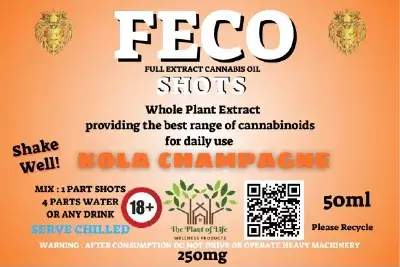 FECO
FULL EXTRACT CANNABIS OIL
SHOTS
Whole Plant Extract
providing the best range of cannabinoids
for daily use
Shake
Well!
KOLA CHAMPAGNE
MIX : 1 PART SHOTS
4 PARTS WATER
OR ANY DRINK
SERVE CHILLED
18+
The Plant of Life
WELLNESS PRODUCTS
50ml
Please Recycle
WARNING : AFTER CONSUMPTION DO NOT DRIVE OR OPERATE HEAVY MACHINERY
250mg